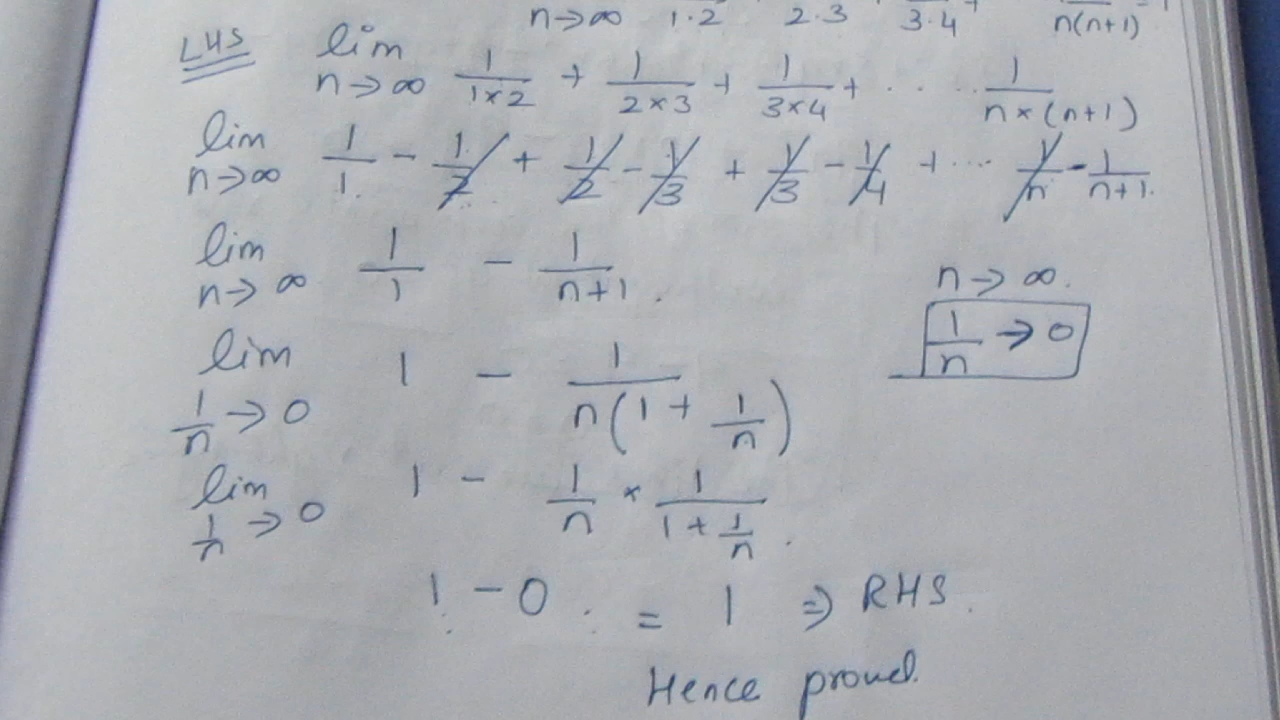 n→∞ 1·2 2·3 3·4 n(n+1)
LHS lim n→∞ 1/(1×2) + 1/(2×3) + 1/(3×4) + · · · · 1/(n×(n+1))
lim n→∞ 1/1 - 1/2 + 1/2 - 1/3 + 1/3 - 1/4 + ··· 1/n - 1/(n+1).
lim n→∞ 1/1 - 1/(n+1).
n→∞.
1/n → 0
lim 1/n→0 1 - 1/(n(1 + 1/n))
lim 1/n→0 1 - 1/n × 1/(1 + 1/n).
1 - 0. = 1 ⇒ RHS.
Hence proved.